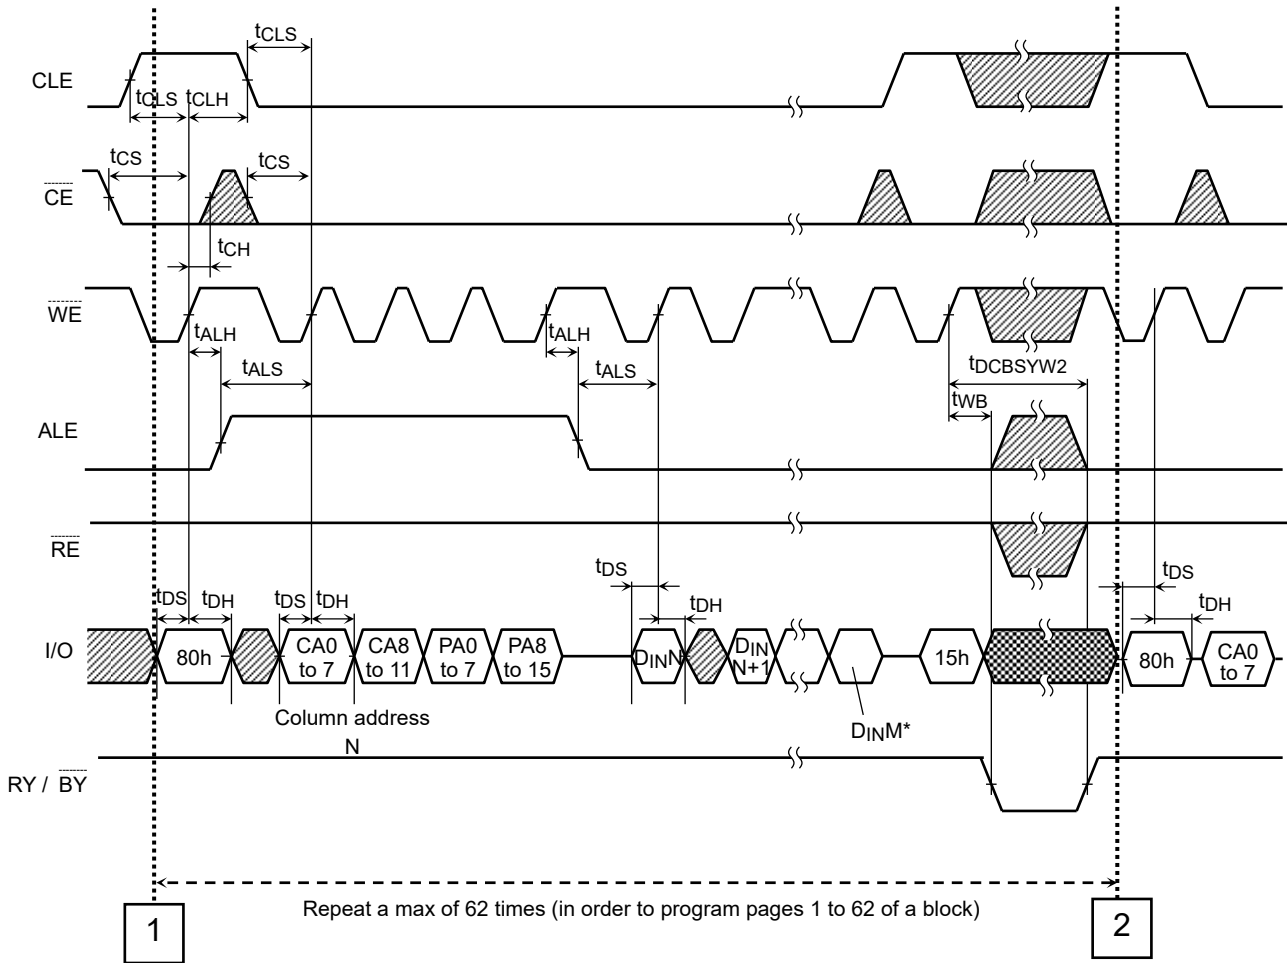 tCLS
CLE
tCLS tCLH
tCS tCS
CE
tCH
WE
tALH tALH
tALS tALS
tDCBSYW2
tWB
ALE
RE
tDS tDH tDS tDH tDS tDH tDS tDH
I/O
80h
CA0
to 7
CA8
to 11
PA0
to 7
PA8
to 15
DINN
DIN
N+1
15h
80h
CA0
to 7
Column address
N
DINM*
RY / BY
Repeat a max of 62 times (in order to program pages 1 to 62 of a block)
1
2